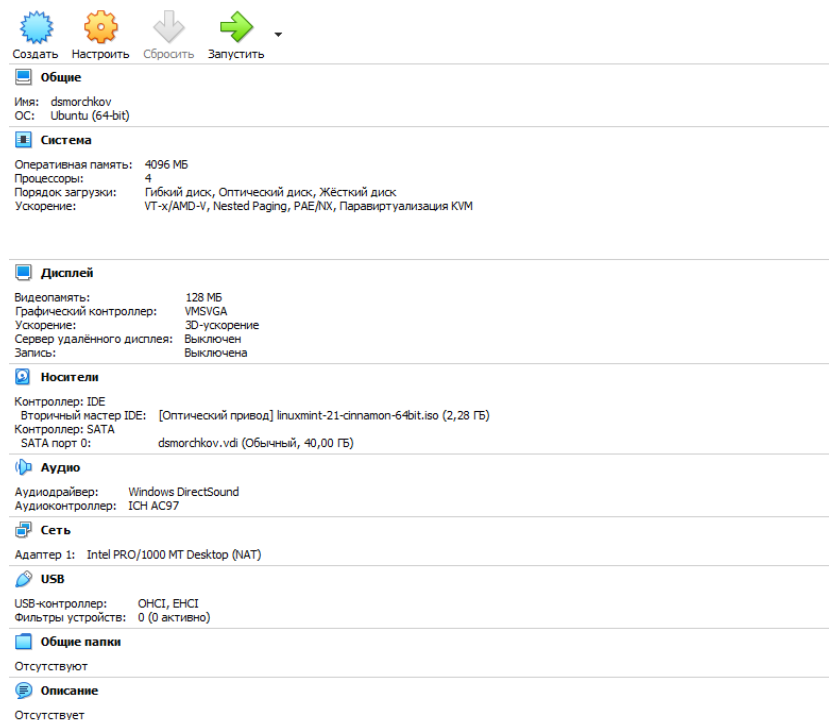 Создать Настроить Сбросить Запустить
Общие
Имя: dsmorchkov
ОС: Ubuntu (64-bit)
Система
Оперативная память: 4096 МБ
Процессоры: 4
Порядок загрузки: Гибкий диск, Оптический диск, Жёсткий диск
Ускорение: VT-x/AMD-V, Nested Paging, PAE/NX, Паравиртуализация KVM
Дисплей
Видеопамять: 128 МБ
Графический контроллер: VMSVGA
Ускорение: 3D-ускорение
Сервер удалённого дисплея: Выключен
Запись: Выключена
Носители
Контроллер: IDE
Вторичный мастер IDE: [Оптический привод] linuxmint-21-cinnamon-64bit.iso (2,28 ГБ)
Контроллер: SATA
SATA порт 0: dsmorchkov.vdi (Обычный, 40,00 ГБ)
Аудио
Аудиодрайвер: Windows DirectSound
Аудиоконтроллер: ICH AC97
Сеть
Адаптер 1: Intel PRO/1000 MT Desktop (NAT)
USB
USB-контроллер: OHCI, EHCI
Фильтры устройств: 0 (0 активно)
Общие папки
Отсутствуют
Описание
Отсутствует